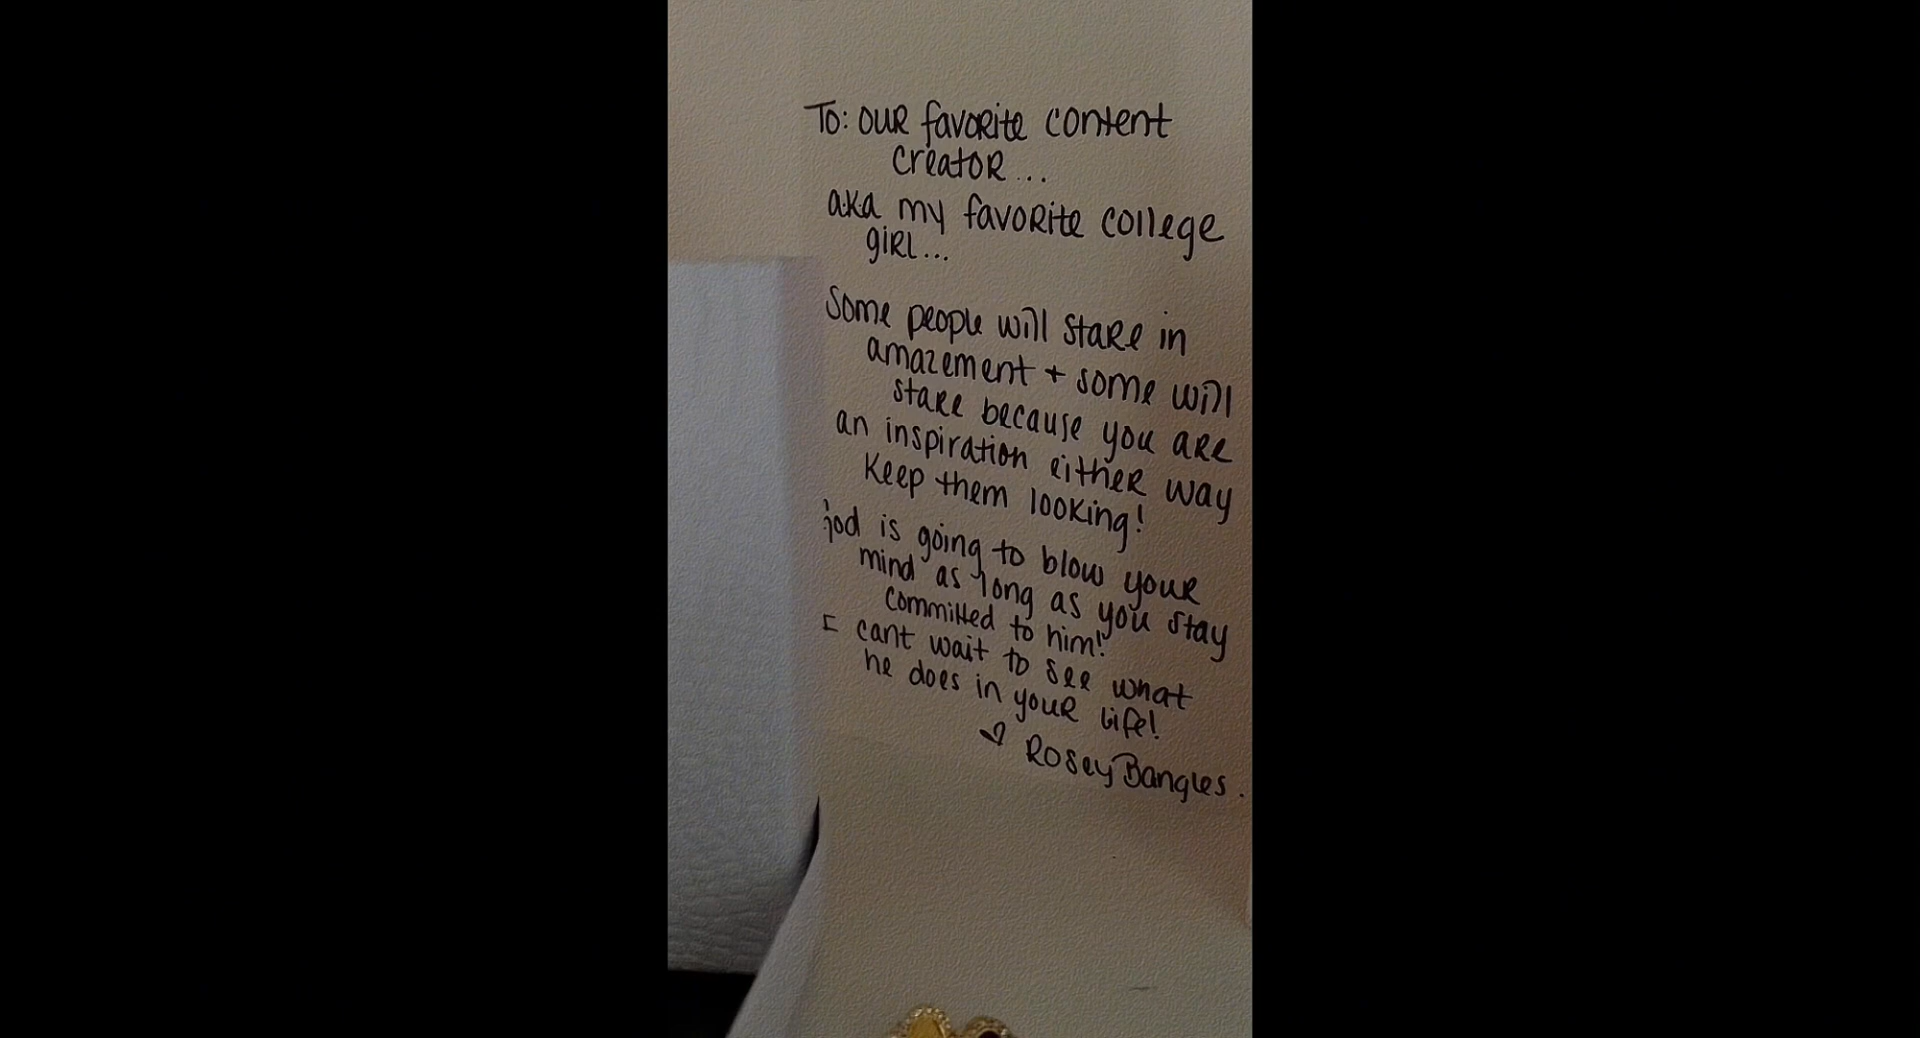 To: our favorite content
creator...
a.k.a my favorite college
girl...
Some people will stare in
amazement + some will
stare because you are
an inspiration either way
Keep them looking!
God is going to blow your
mind as long as you stay
committed to him!
I cant wait to see what
he does in your life!
♡ Rosey Bangles.